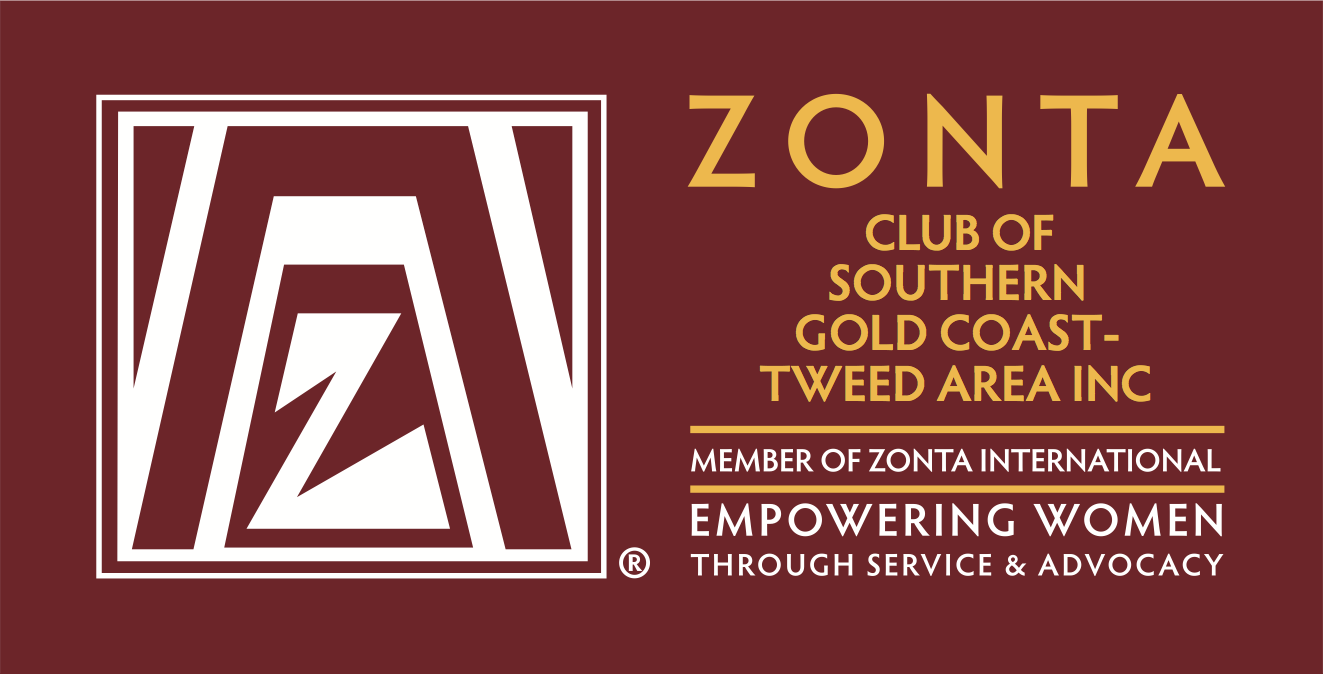 ZONTA
CLUB OF
SOUTHERN
GOLD COAST-
TWEED AREA INC
MEMBER OF ZONTA INTERNATIONAL
EMPOWERING WOMEN
THROUGH SERVICE & ADVOCACY
®